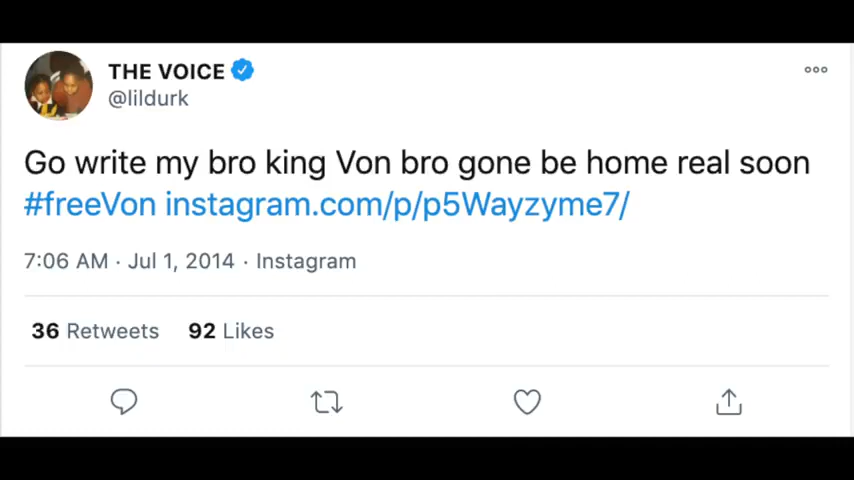 THE VOICE
@lildurk
Go write my bro king Von bro gone be home real soon
#freeVon instagram.com/p/p5Wayzyme7/
7:06 AM · Jul 1, 2014 · Instagram
36 Retweets 92 Likes